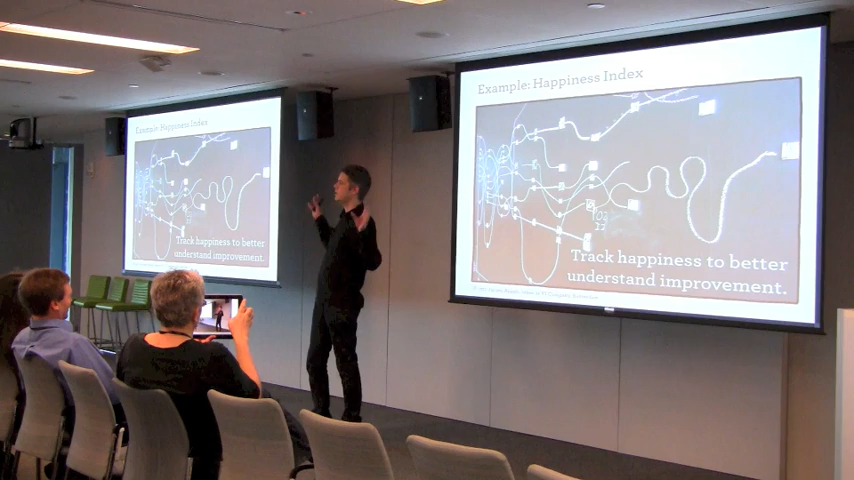 Example: Happiness Index
Track happiness to better
understand improvement.
Example: Happiness Index
Track happiness to better
understand improvement.